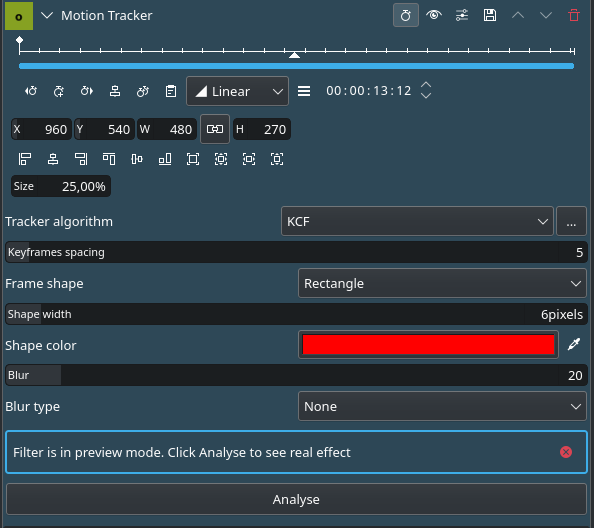 o Motion Tracker
Linear 00:00:13:12
X 960 Y 540 W 480 H 270
Size 25,00%
Tracker algorithm KCF ...
Keyframes spacing 5
Frame shape Rectangle
Shape width 6pixels
Shape color
Blur 20
Blur type None
Filter is in preview mode. Click Analyse to see real effect
Analyse